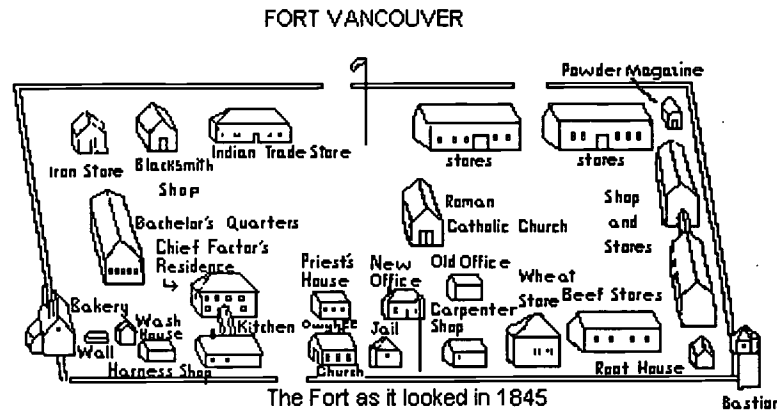 FORT VANCOUVER
Powder Magazine
Iron Store
Blacksmith
Shop
Indian Trade Store
stores
stores
Bachelor's Quarters
Roman
Catholic Church
Shop
and
Stores
Chief Factor's
Residence
Priest's
House
New
Office
Old Office
Wheat
Store
Beef Stores
Bakery
Wash
House
Wall
Kitchen
Harness Shop
Owyhee
Church
Jail
Carpenter
Shop
Root House
Bastion
The Fort as it looked in 1845